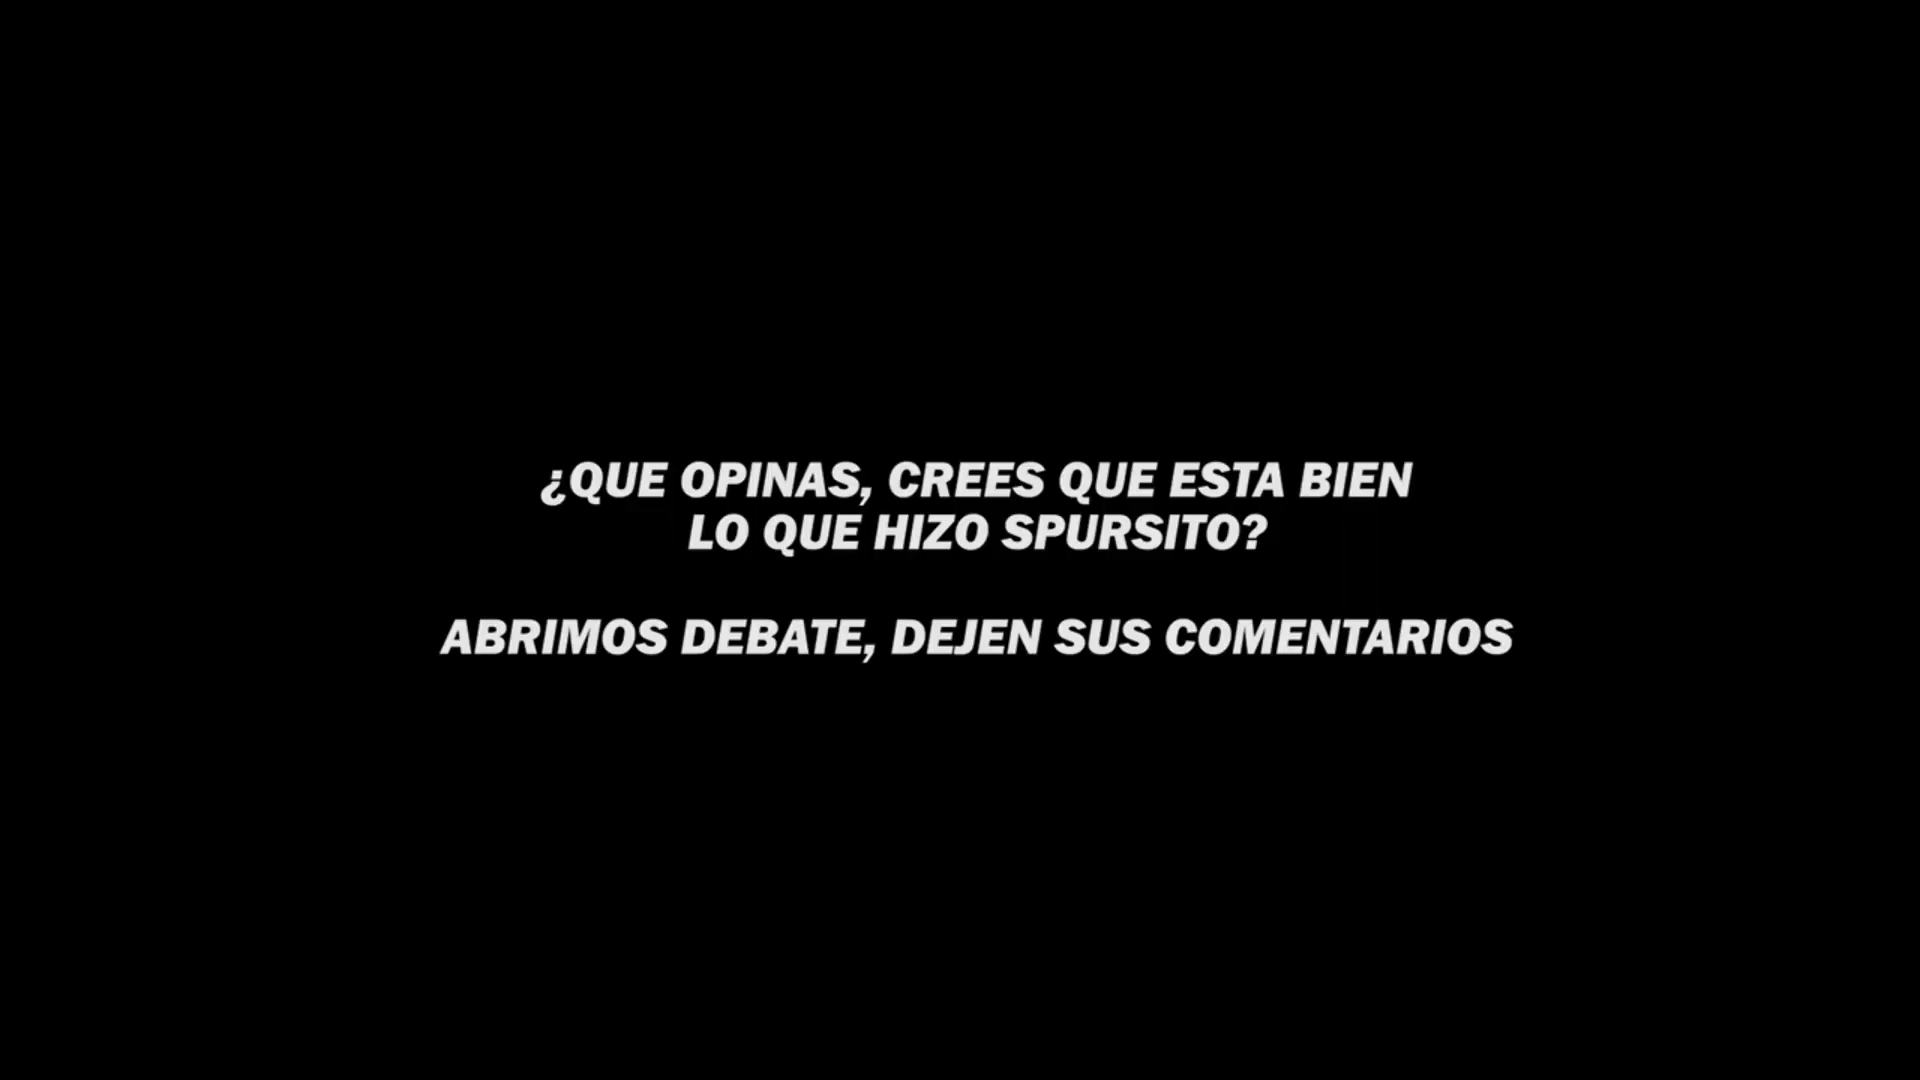 ¿QUE OPINAS, CREES QUE ESTA BIEN
LO QUE HIZO SPURSITO?
ABRIMOS DEBATE, DEJEN SUS COMENTARIOS